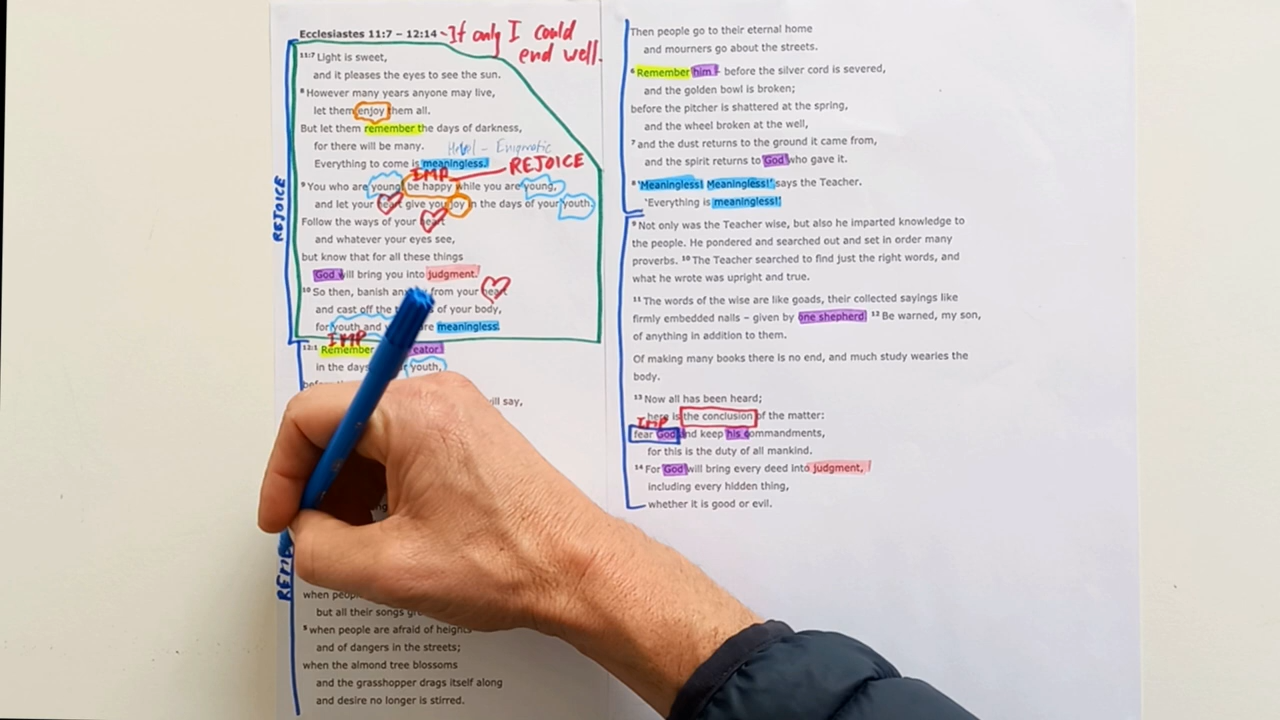 Ecclesiastes 11:7 – 12:14 ~ If only I could
end well.
11:7 Light is sweet,
and it pleases the eyes to see the sun.
8 However many years anyone may live,
let them enjoy them all.
But let them remember the days of darkness,
for there will be many.
Hevel – Enigmatic
Everything to come is meaningless.
IMP REJOICE
9 You who are young, be happy while you are young,
and let your heart give you joy in the days of your youth.
Follow the ways of your heart
and whatever your eyes see,
but know that for all these things
God will bring you into judgment.
10 So then, banish from your heart
and cast off the of your body,
for youth and are meaningless.
REJOICE
IMP
12:1 Remember
in the days youth,
ill say,
REME
when
but all their songs
5 when people are afraid of heights
and of dangers in the streets;
when the almond tree blossoms
and the grasshopper drags itself along
and desire no longer is stirred.
Then people go to their eternal home
and mourners go about the streets.
6 Remember him – before the silver cord is severed,
and the golden bowl is broken;
before the pitcher is shattered at the spring,
and the wheel broken at the well,
7 and the dust returns to the ground it came from,
and the spirit returns to God who gave it.
8 ‘Meaningless! Meaningless!’ says the Teacher.
‘Everything is meaningless!’
9 Not only was the Teacher wise, but also he imparted knowledge to
the people. He pondered and searched out and set in order many
proverbs. 10 The Teacher searched to find just the right words, and
what he wrote was upright and true.
11 The words of the wise are like goads, their collected sayings like
firmly embedded nails – given by one shepherd. 12 Be warned, my son,
of anything in addition to them.
Of making many books there is no end, and much study wearies the
body.
13 Now all has been heard;
here is the conclusion of the matter:
IMP
fear God and keep his commandments,
for this is the duty of all mankind.
14 For God will bring every deed into judgment,
including every hidden thing,
whether it is good or evil.